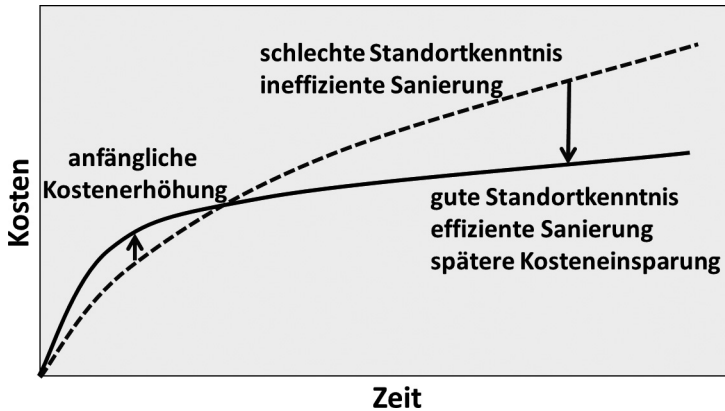 schlechte Standortkenntnis
ineffiziente Sanierung
anfängliche
Kostenerhöhung
gute Standortkenntnis
effiziente Sanierung
spätere Kosteneinsparung
Kosten
Zeit